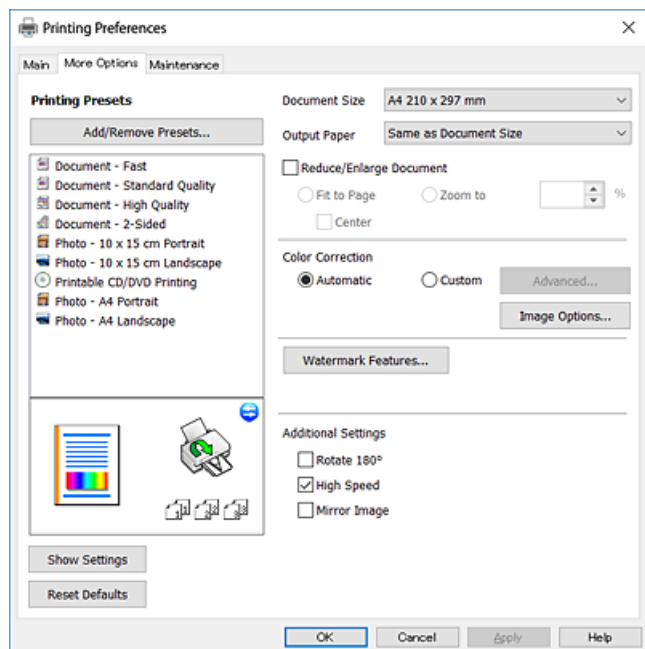 Printing Preferences
Main More Options Maintenance
Printing Presets
Add/Remove Presets...
Document - Fast
Document - Standard Quality
Document - High Quality
Document - 2-Sided
Photo - 10 x 15 cm Portrait
Photo - 10 x 15 cm Landscape
Printable CD/DVD Printing
Photo - A4 Portrait
Photo - A4 Landscape
Show Settings
Reset Defaults
Document Size A4 210 x 297 mm
Output Paper Same as Document Size
Reduce/Enlarge Document
Fit to Page Zoom to %
Center
Color Correction
Automatic Custom Advanced...
Image Options...
Watermark Features...
Additional Settings
Rotate 180°
High Speed
Mirror Image
OK Cancel Apply Help